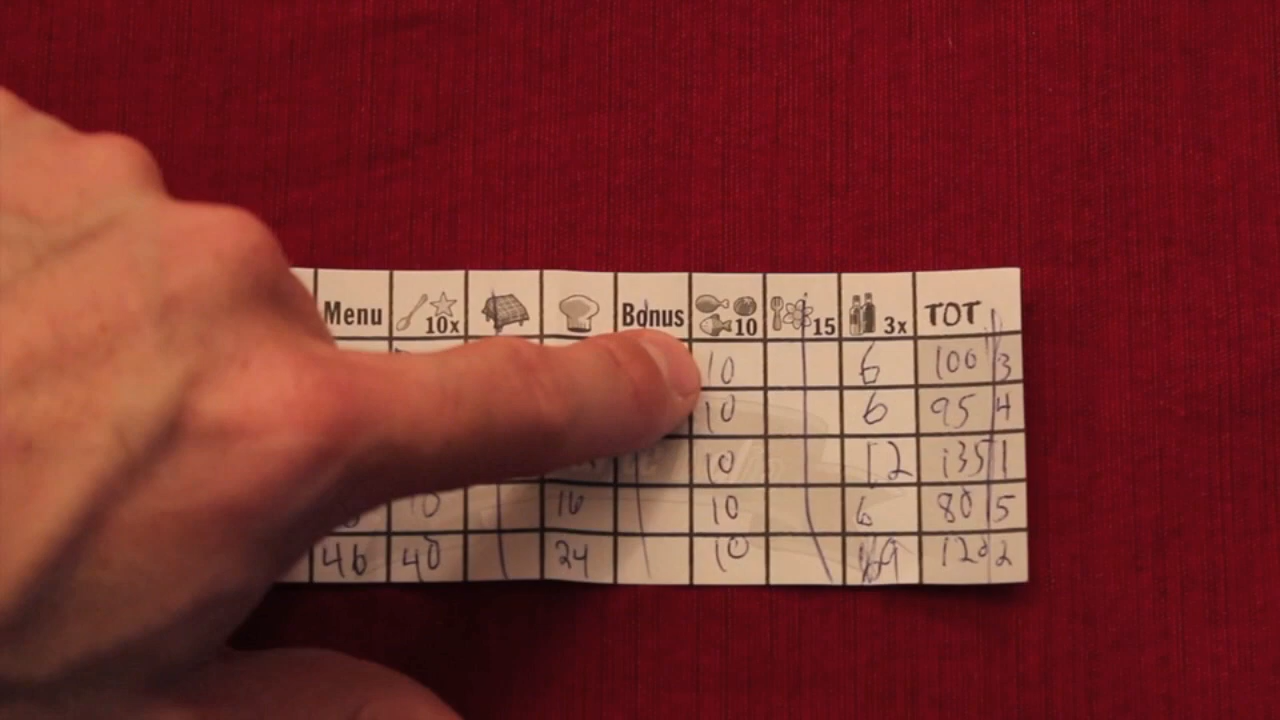 Menu 10x Bonus 10 15 3x TOT
10 6 100 3
10 6 95 4
10 12 135 1
10 16 10 6 80 5
46 40 24 10 9 120 2